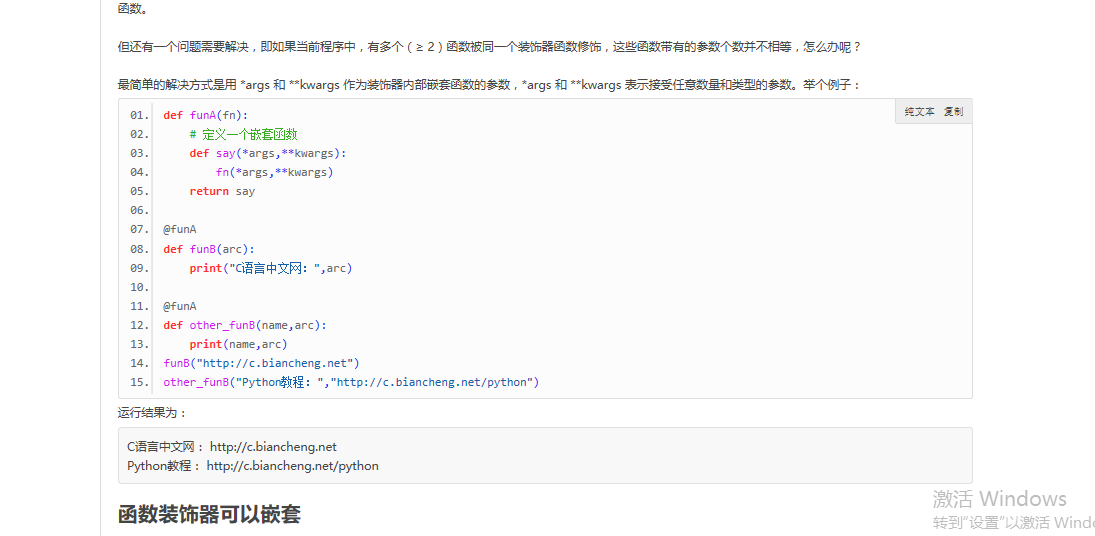 函数。
但还有一个问题需要解决，即如果当前程序中，有多个（≥ 2）函数被同一个装饰器函数修饰，这些函数带有的参数个数并不相等，怎么办呢？
最简单的解决方式是用 *args 和 **kwargs 作为装饰器内部嵌套函数的参数，*args 和 **kwargs 表示接受任意数量和类型的参数。举个例子：
纯文本 复制
01. def funA(fn):
02.     # 定义一个嵌套函数
03.     def say(*args,**kwargs):
04.         fn(*args,**kwargs)
05.     return say
06.
07. @funA
08. def funB(arc):
09.     print("C语言中文网：",arc)
10.
11. @funA
12. def other_funB(name,arc):
13.     print(name,arc)
14. funB("http://c.biancheng.net")
15. other_funB("Python教程：","http://c.biancheng.net/python")
运行结果为：
C语言中文网： http://c.biancheng.net
Python教程： http://c.biancheng.net/python
函数装饰器可以嵌套
激活 Windows
转到"设置"以激活 Windo